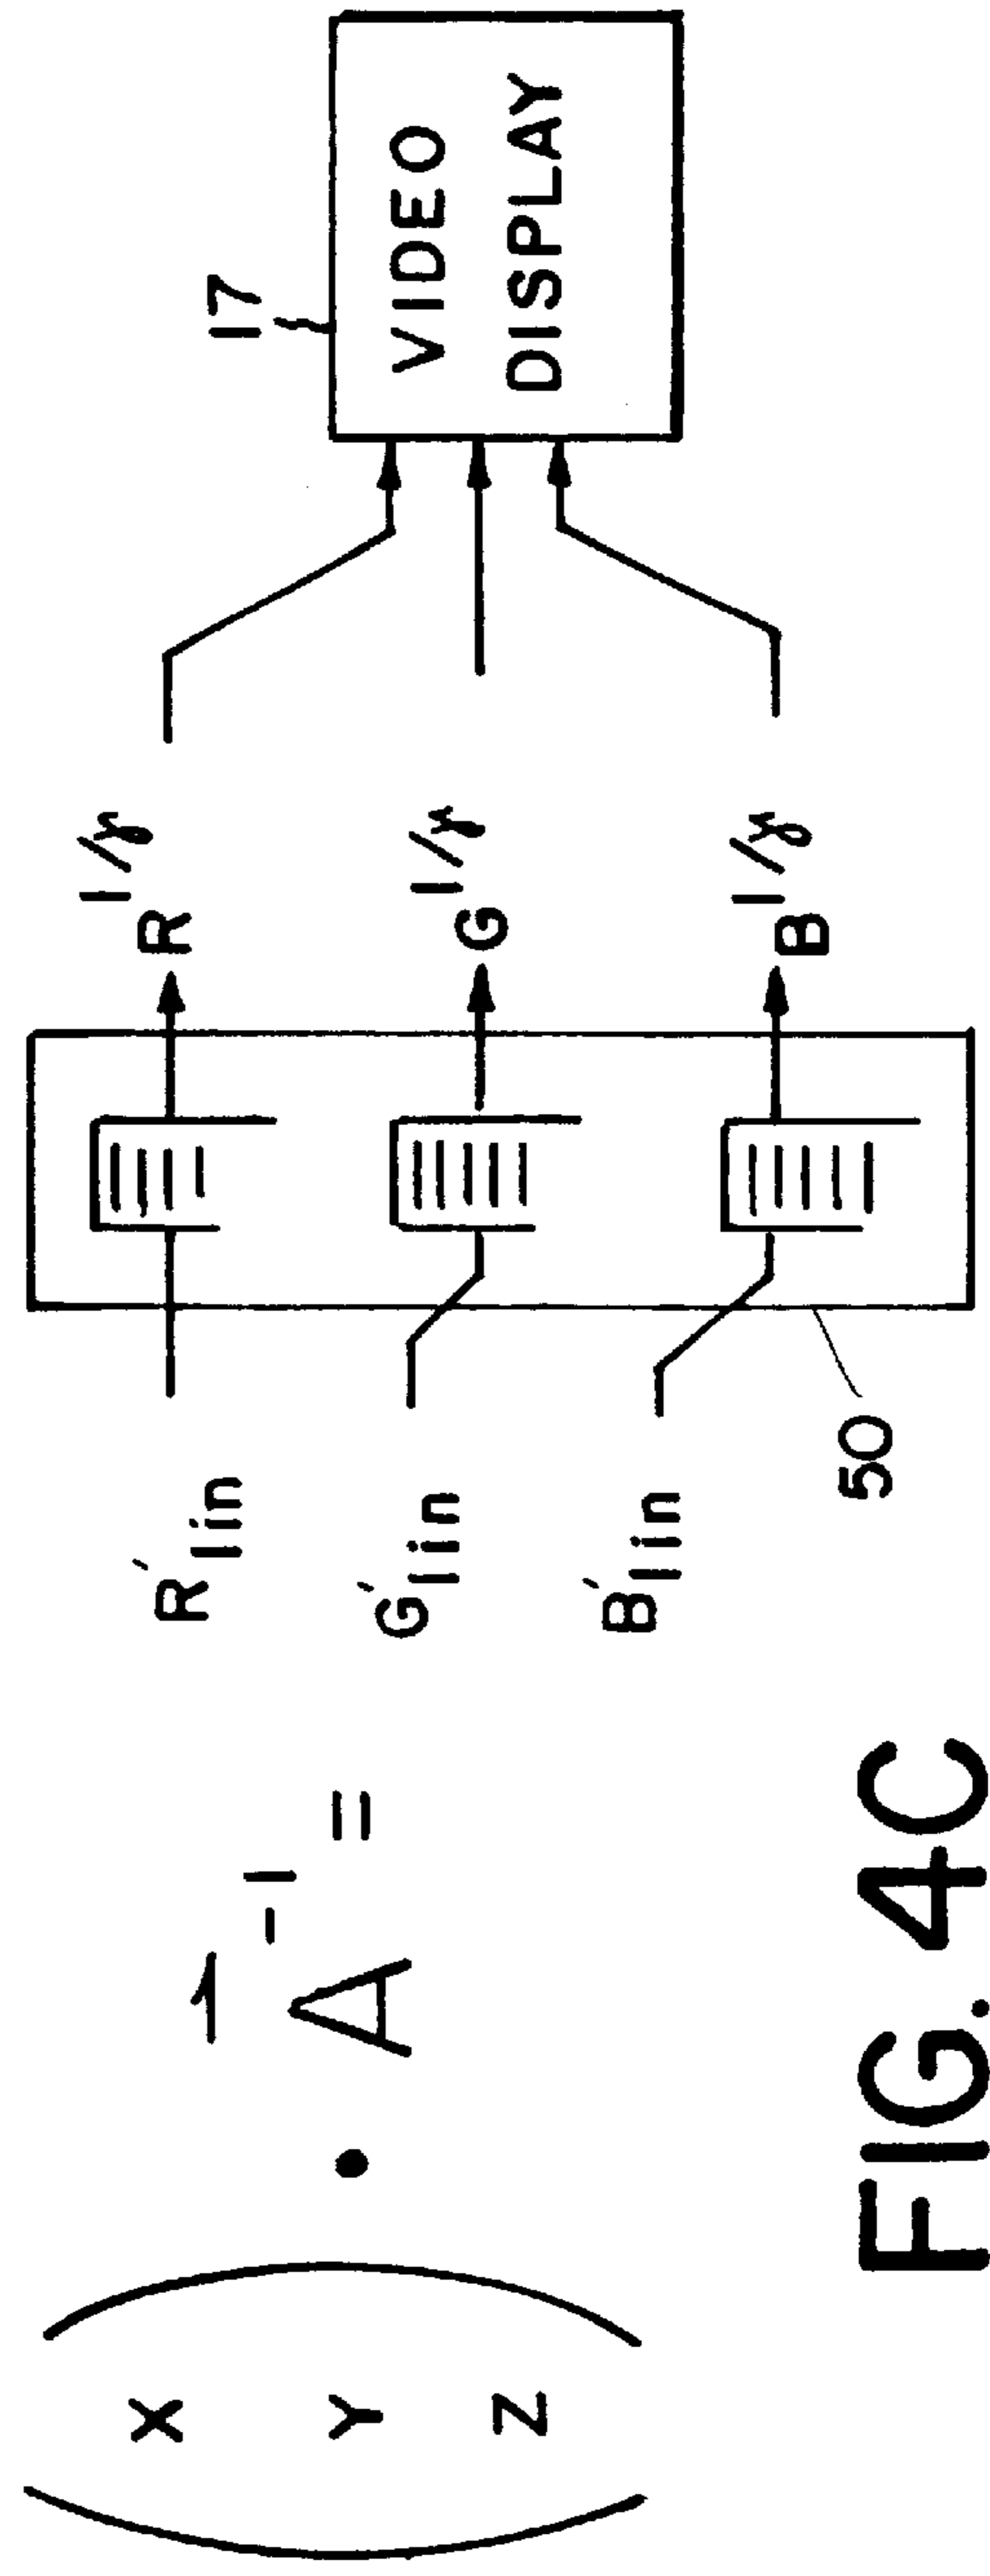 X
Y
Z
• A⃗⁻¹ =
R'lin
G'lin
B'lin
50
R^1/γ
G^1/γ
B^1/γ
17
VIDEO
DISPLAY
FIG. 4C